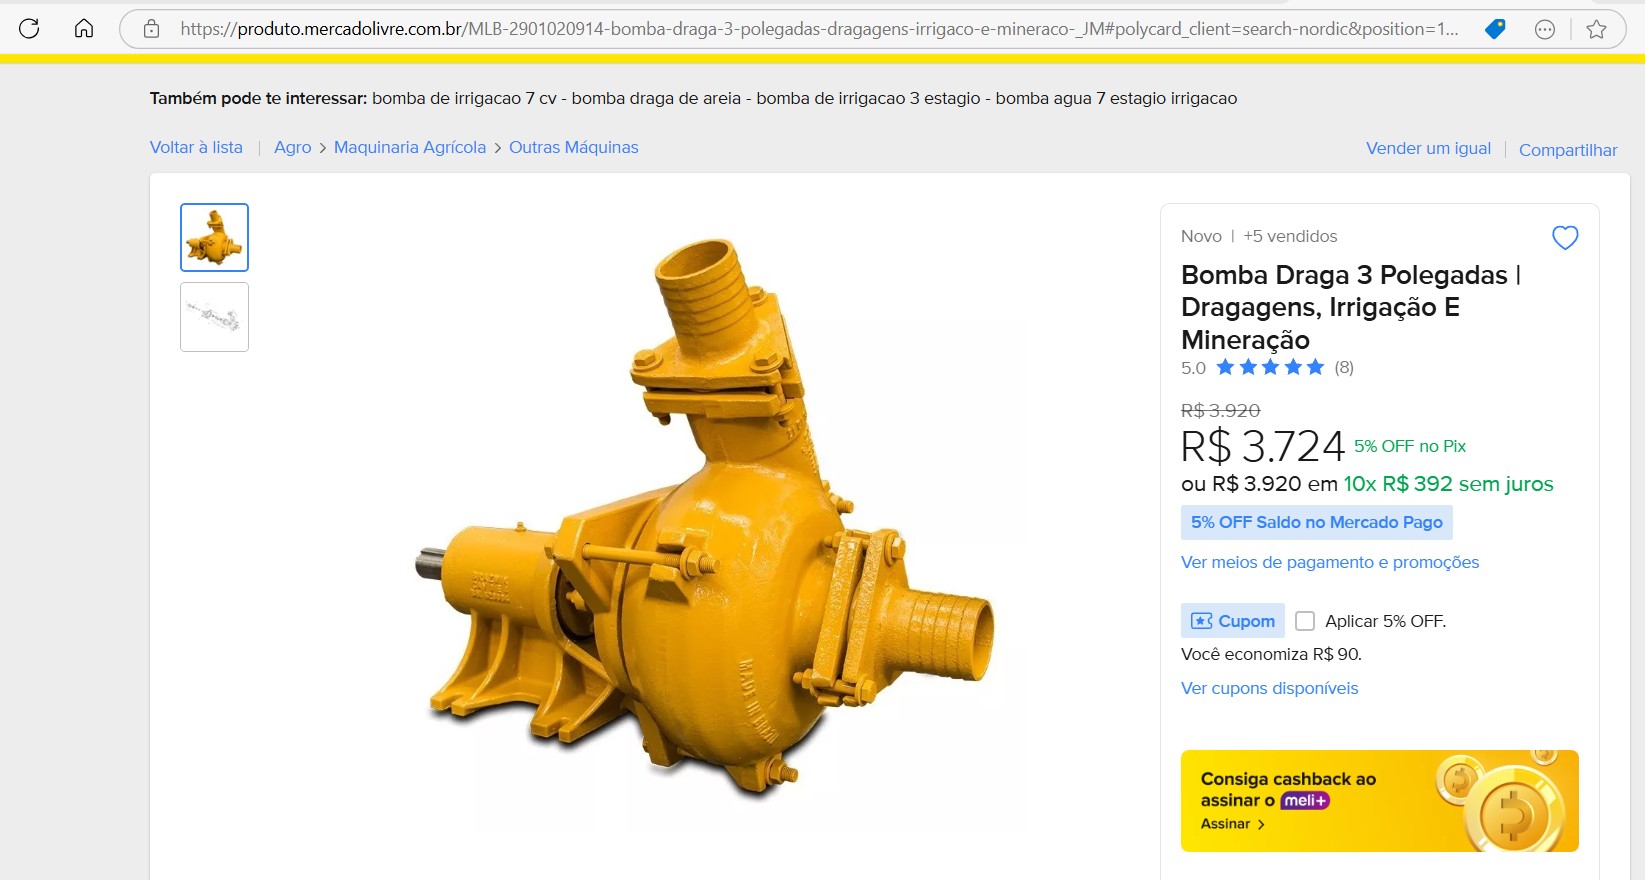 https://produto.mercadolivre.com.br/MLB-2901020914-bomba-draga-3-polegadas-dragagens-irrigaco-e-mineraco-_JM#polycard_client=search-nordic&position=1...
Também pode te interessar: bomba de irrigacao 7 cv - bomba draga de areia - bomba de irrigacao 3 estagio - bomba agua 7 estagio irrigacao
Voltar à lista | Agro > Maquinaria Agrícola > Outras Máquinas
Vender um igual | Compartilhar
Novo | +5 vendidos
Bomba Draga 3 Polegadas |
Dragagens, Irrigação E
Mineração
5.0 (8)
R$ 3.920
R$ 3.724 5% OFF no Pix
ou R$ 3.920 em 10x R$ 392 sem juros
5% OFF Saldo no Mercado Pago
Ver meios de pagamento e promoções
Cupom Aplicar 5% OFF.
Você economiza R$ 90.
Ver cupons disponíveis
Consiga cashback ao
assinar o meli+
Assinar >
MADE IN